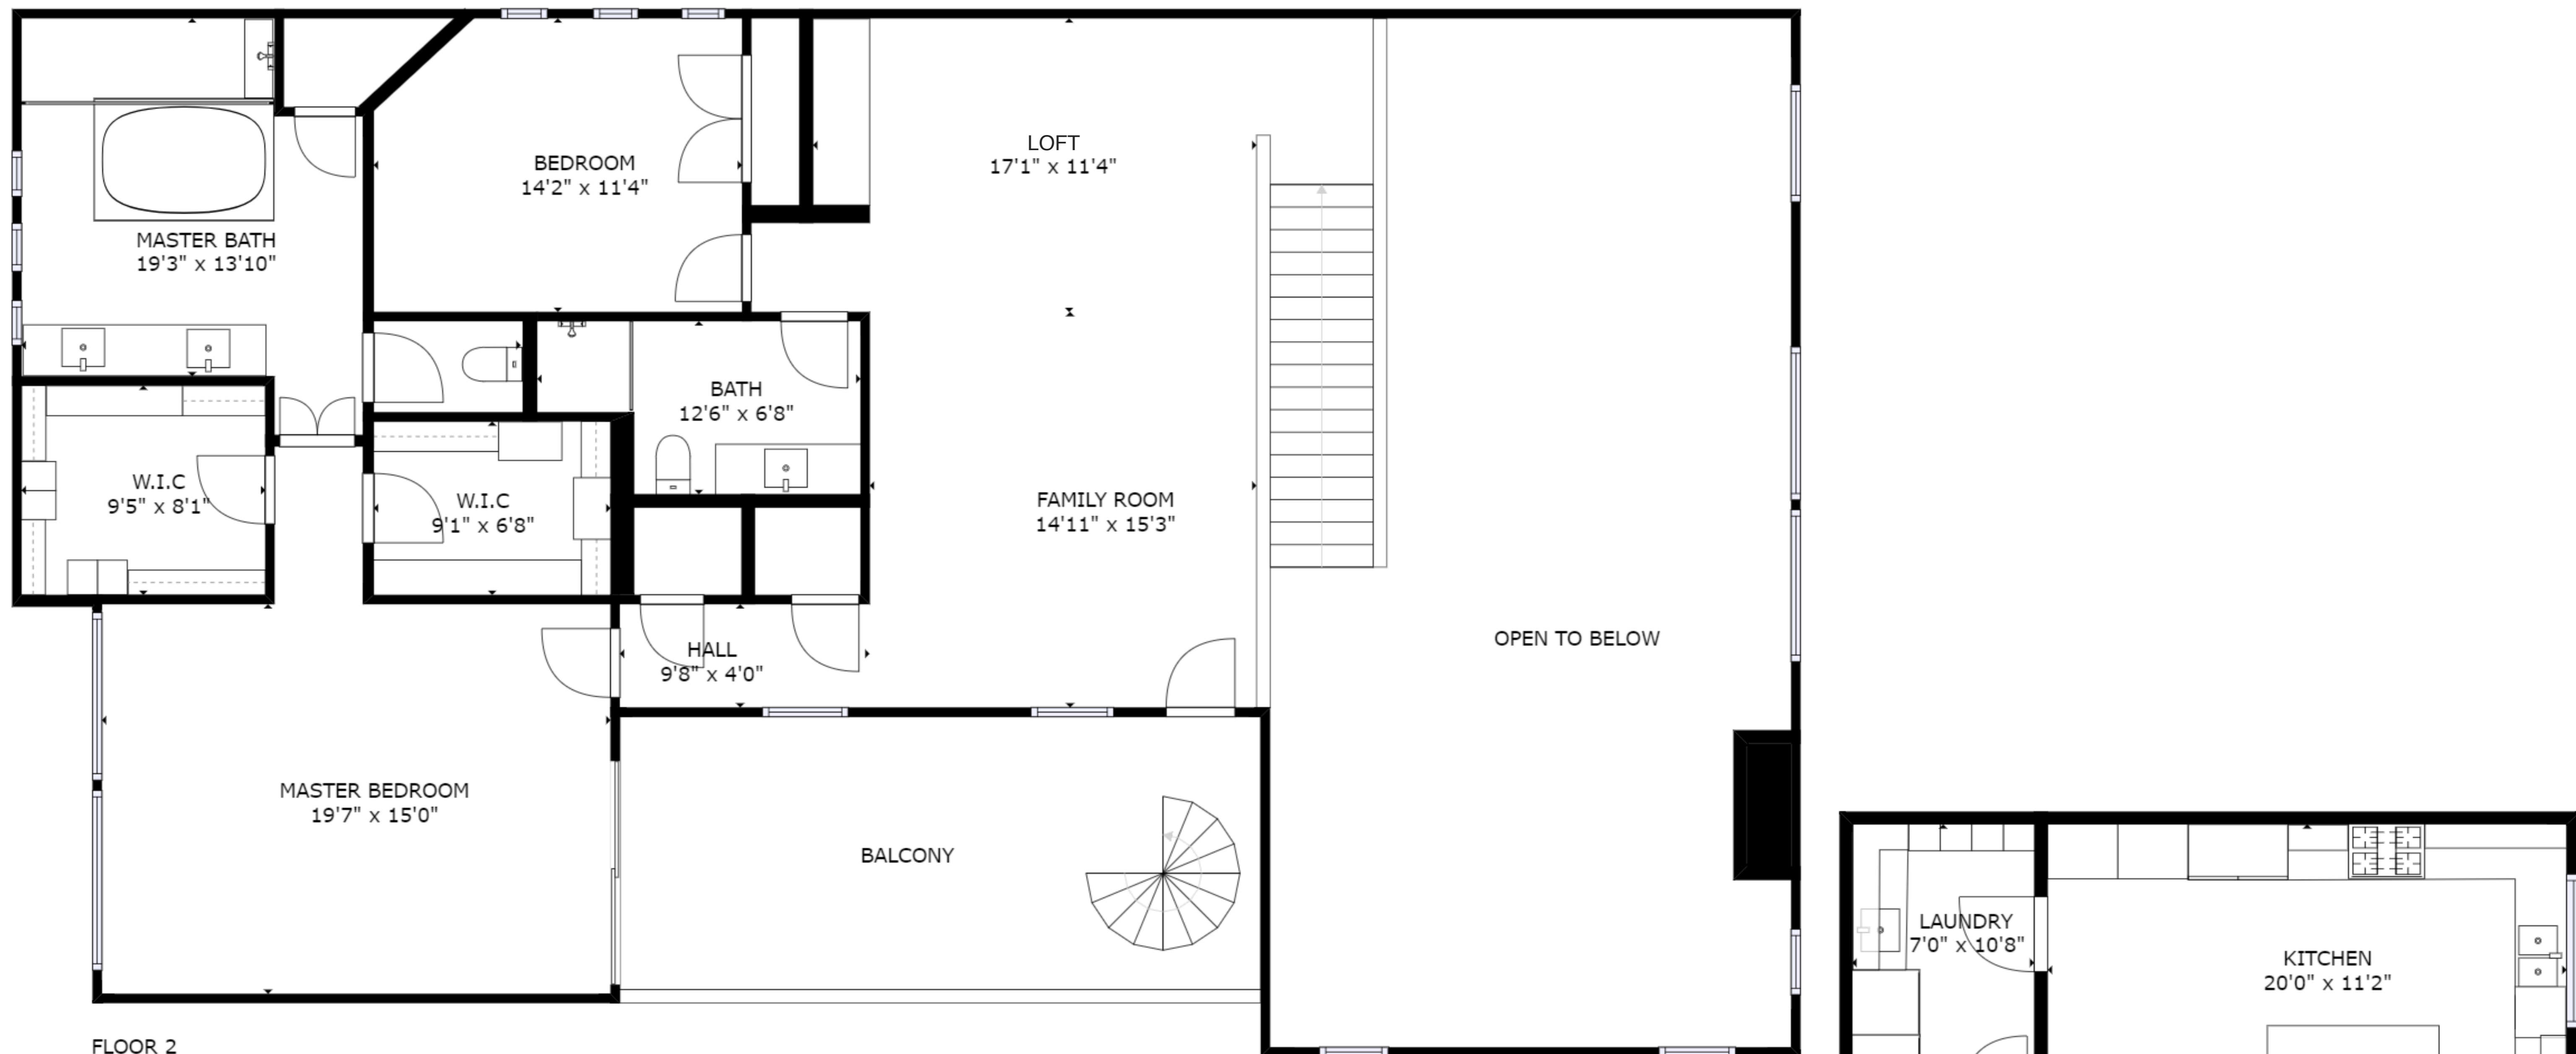 LOFT
17'1" x 11'4"
BEDROOM
14'2" x 11'4"
MASTER BATH
19'3" x 13'10"
BATH
12'6" x 6'8"
W.I.C
9'5" x 8'1"
W.I.C
9'1" x 6'8"
FAMILY ROOM
14'11" x 15'3"
OPEN TO BELOW
HALL
9'8" x 4'0"
MASTER BEDROOM
19'7" x 15'0"
BALCONY
LAUNDRY
7'0" x 10'8"
KITCHEN
20'0" x 11'2"
FLOOR 2